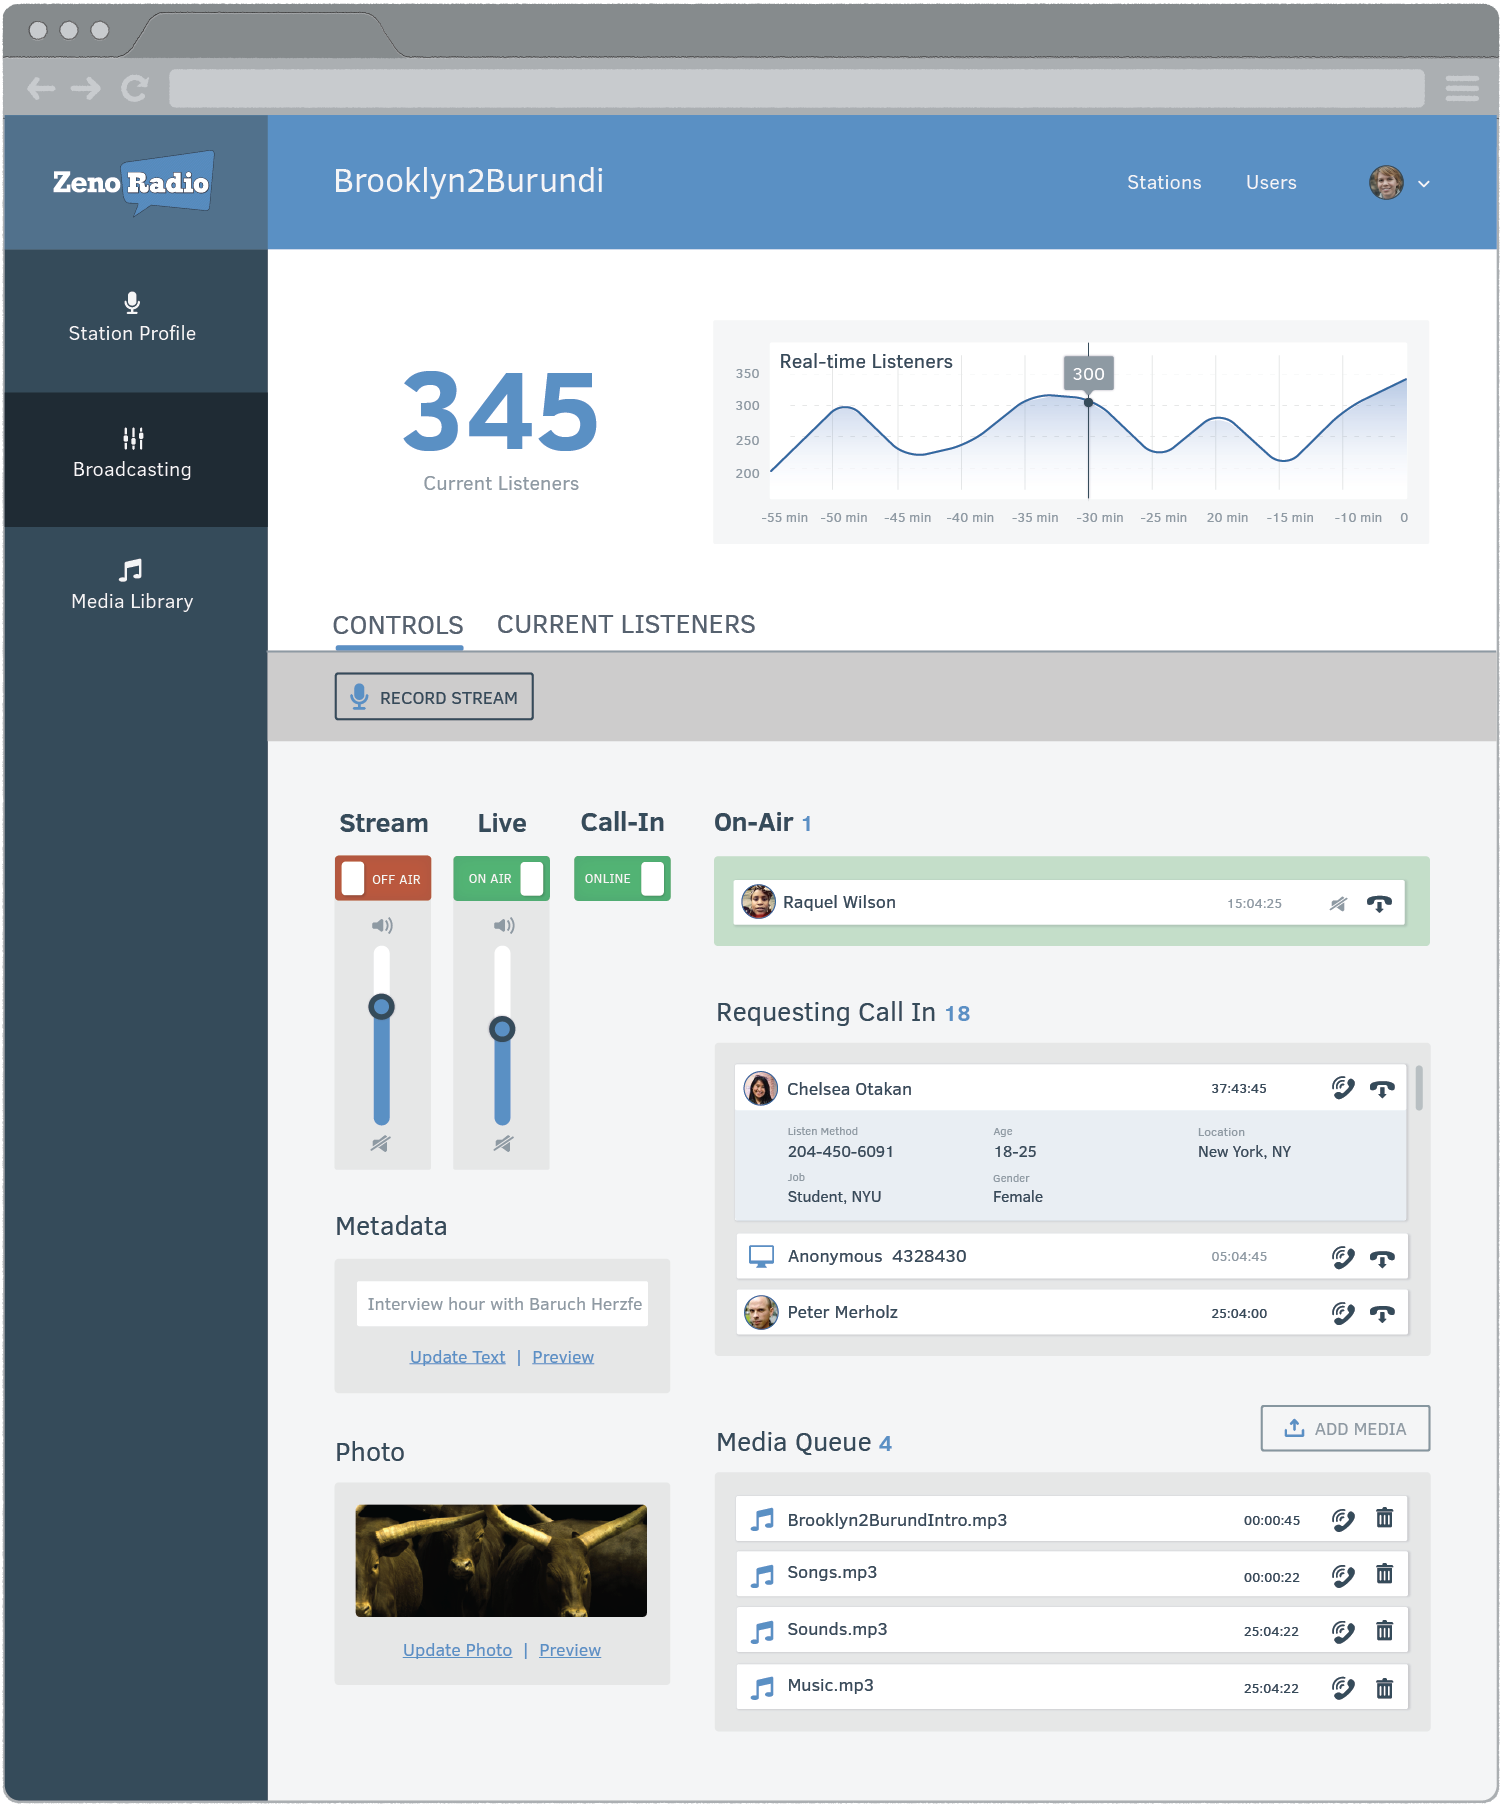 Zeno Radio
Brooklyn2Burundi
Stations
Users
Station Profile
Broadcasting
Media Library
345
Current Listeners
Real-time Listeners
300
350
300
250
200
-55 min -50 min -45 min -40 min -35 min -30 min -25 min 20 min -15 min -10 min 0
CONTROLS
CURRENT LISTENERS
RECORD STREAM
Stream
Live
Call-In
OFF AIR
ON AIR
ONLINE
On-Air 1
Raquel Wilson 15:04:25
Requesting Call In 18
Chelsea Otakan 37:43:45
Listen Method Age Location
204-450-6091 18-25 New York, NY
Job Gender
Student, NYU Female
Anonymous 4328430 05:04:45
Peter Merholz 25:04:00
Metadata
Interview hour with Baruch Herzfe
Update Text | Preview
Photo
Update Photo | Preview
Media Queue 4
ADD MEDIA
Brooklyn2BurundIntro.mp3 00:00:45
Songs.mp3 00:00:22
Sounds.mp3 25:04:22
Music.mp3 25:04:22